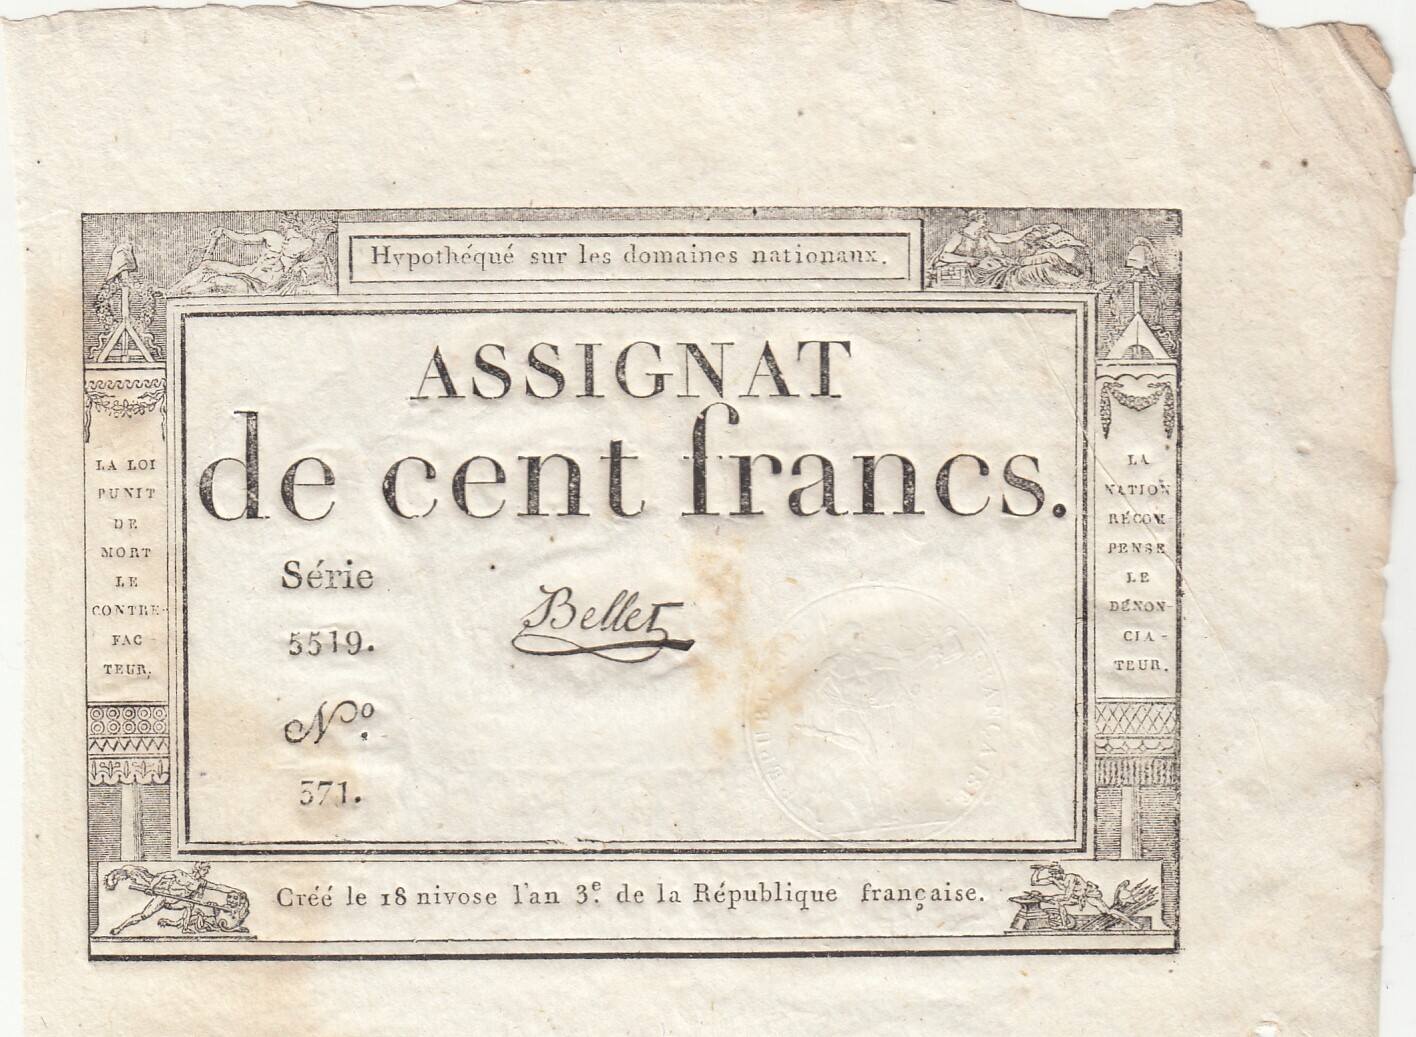 Hypothéqué sur les domaines nationaux.
ASSIGNAT
de cent francs.
Série
5519.
Nº.
371.
Bellet
LA LOI
PUNIT
DE
MORT
LE
CONTRE-
FAC-
TEUR.
LA
NATION
RÉCOM-
PENSE
LE
DÉNON-
CIA-
TEUR.
Créé le 18 nivose l'an 3e. de la République française.